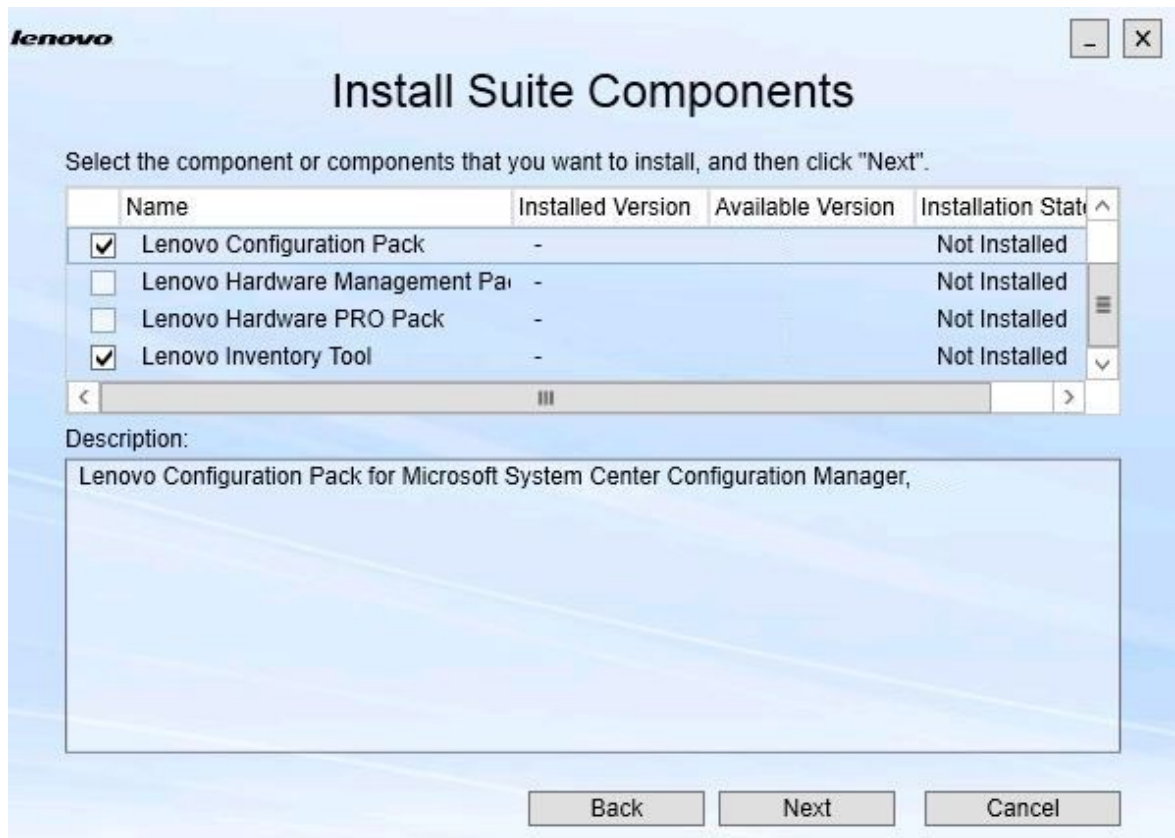 lenovo
Install Suite Components
Select the component or components that you want to install, and then click "Next".
Name Installed Version Available Version Installation State
Lenovo Configuration Pack - Not Installed
Lenovo Hardware Management Pa - Not Installed
Lenovo Hardware PRO Pack - Not Installed
Lenovo Inventory Tool - Not Installed
Description:
Lenovo Configuration Pack for Microsoft System Center Configuration Manager,
Back Next Cancel